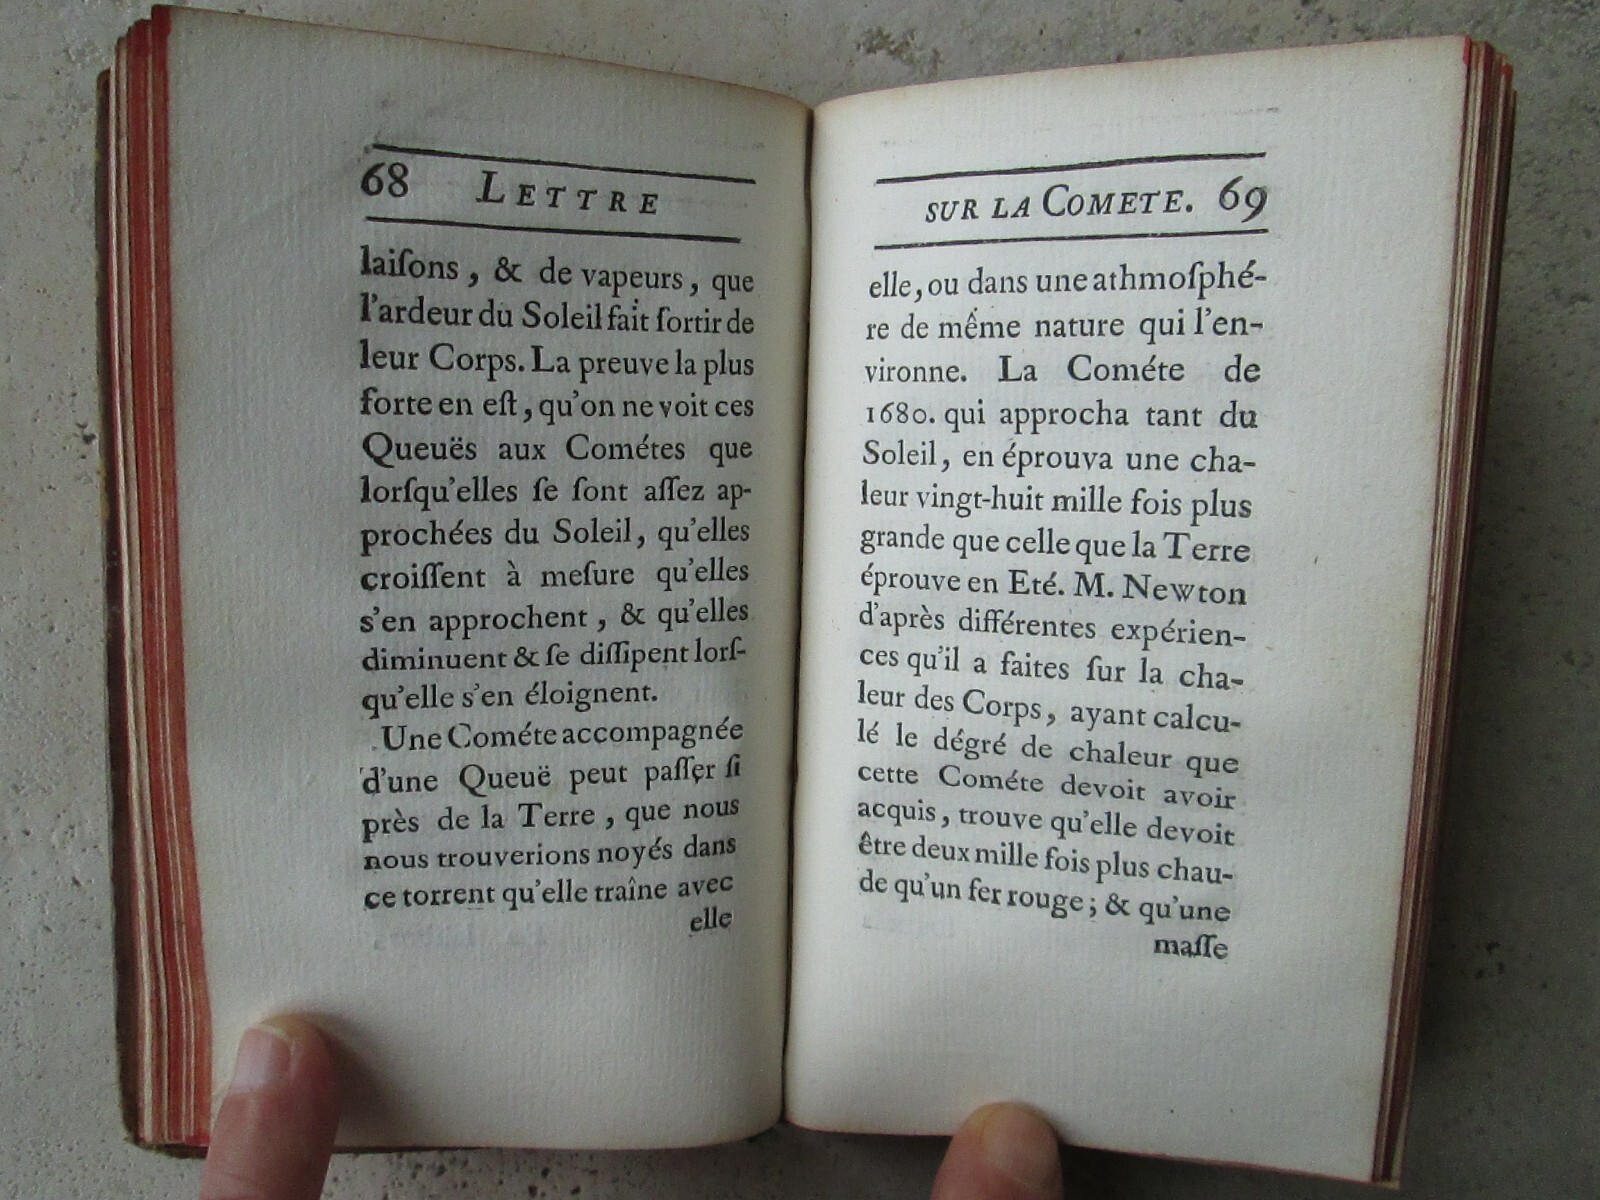 68 LETTRE
laiſons, & de vapeurs, que
l'ardeur du Soleil fait ſortir de
leur Corps. La preuve la plus
forte en eſt, qu'on ne voit ces
Queuës aux Cométes que
lorſqu'elles ſe ſont aſſez ap-
prochées du Soleil, qu'elles
croiſſent à meſure qu'elles
s'en approchent, & qu'elles
diminuent & ſe diſſipent lorſ-
qu'elle s'en éloignent.
Une Cométe accompagnée
d'une Queuë peut paſſer ſi
près de la Terre, que nous
nous trouverions noyés dans
ce torrent qu'elle traîne avec
elle
SUR LA COMETE. 69
elle, ou dans une athmoſphé-
re de même nature qui l'en-
vironne. La Cométe de
1680. qui approcha tant du
Soleil, en éprouva une cha-
leur vingt-huit mille fois plus
grande que celle que la Terre
éprouve en Eté. M. Newton
d'après différentes expérien-
ces qu'il a faites ſur la cha-
leur des Corps, ayant calcu-
lé le dégré de chaleur que
cette Cométe devoit avoir
acquis, trouve qu'elle devoit
être deux mille fois plus chau-
de qu'un fer rouge; & qu'une
maſſe